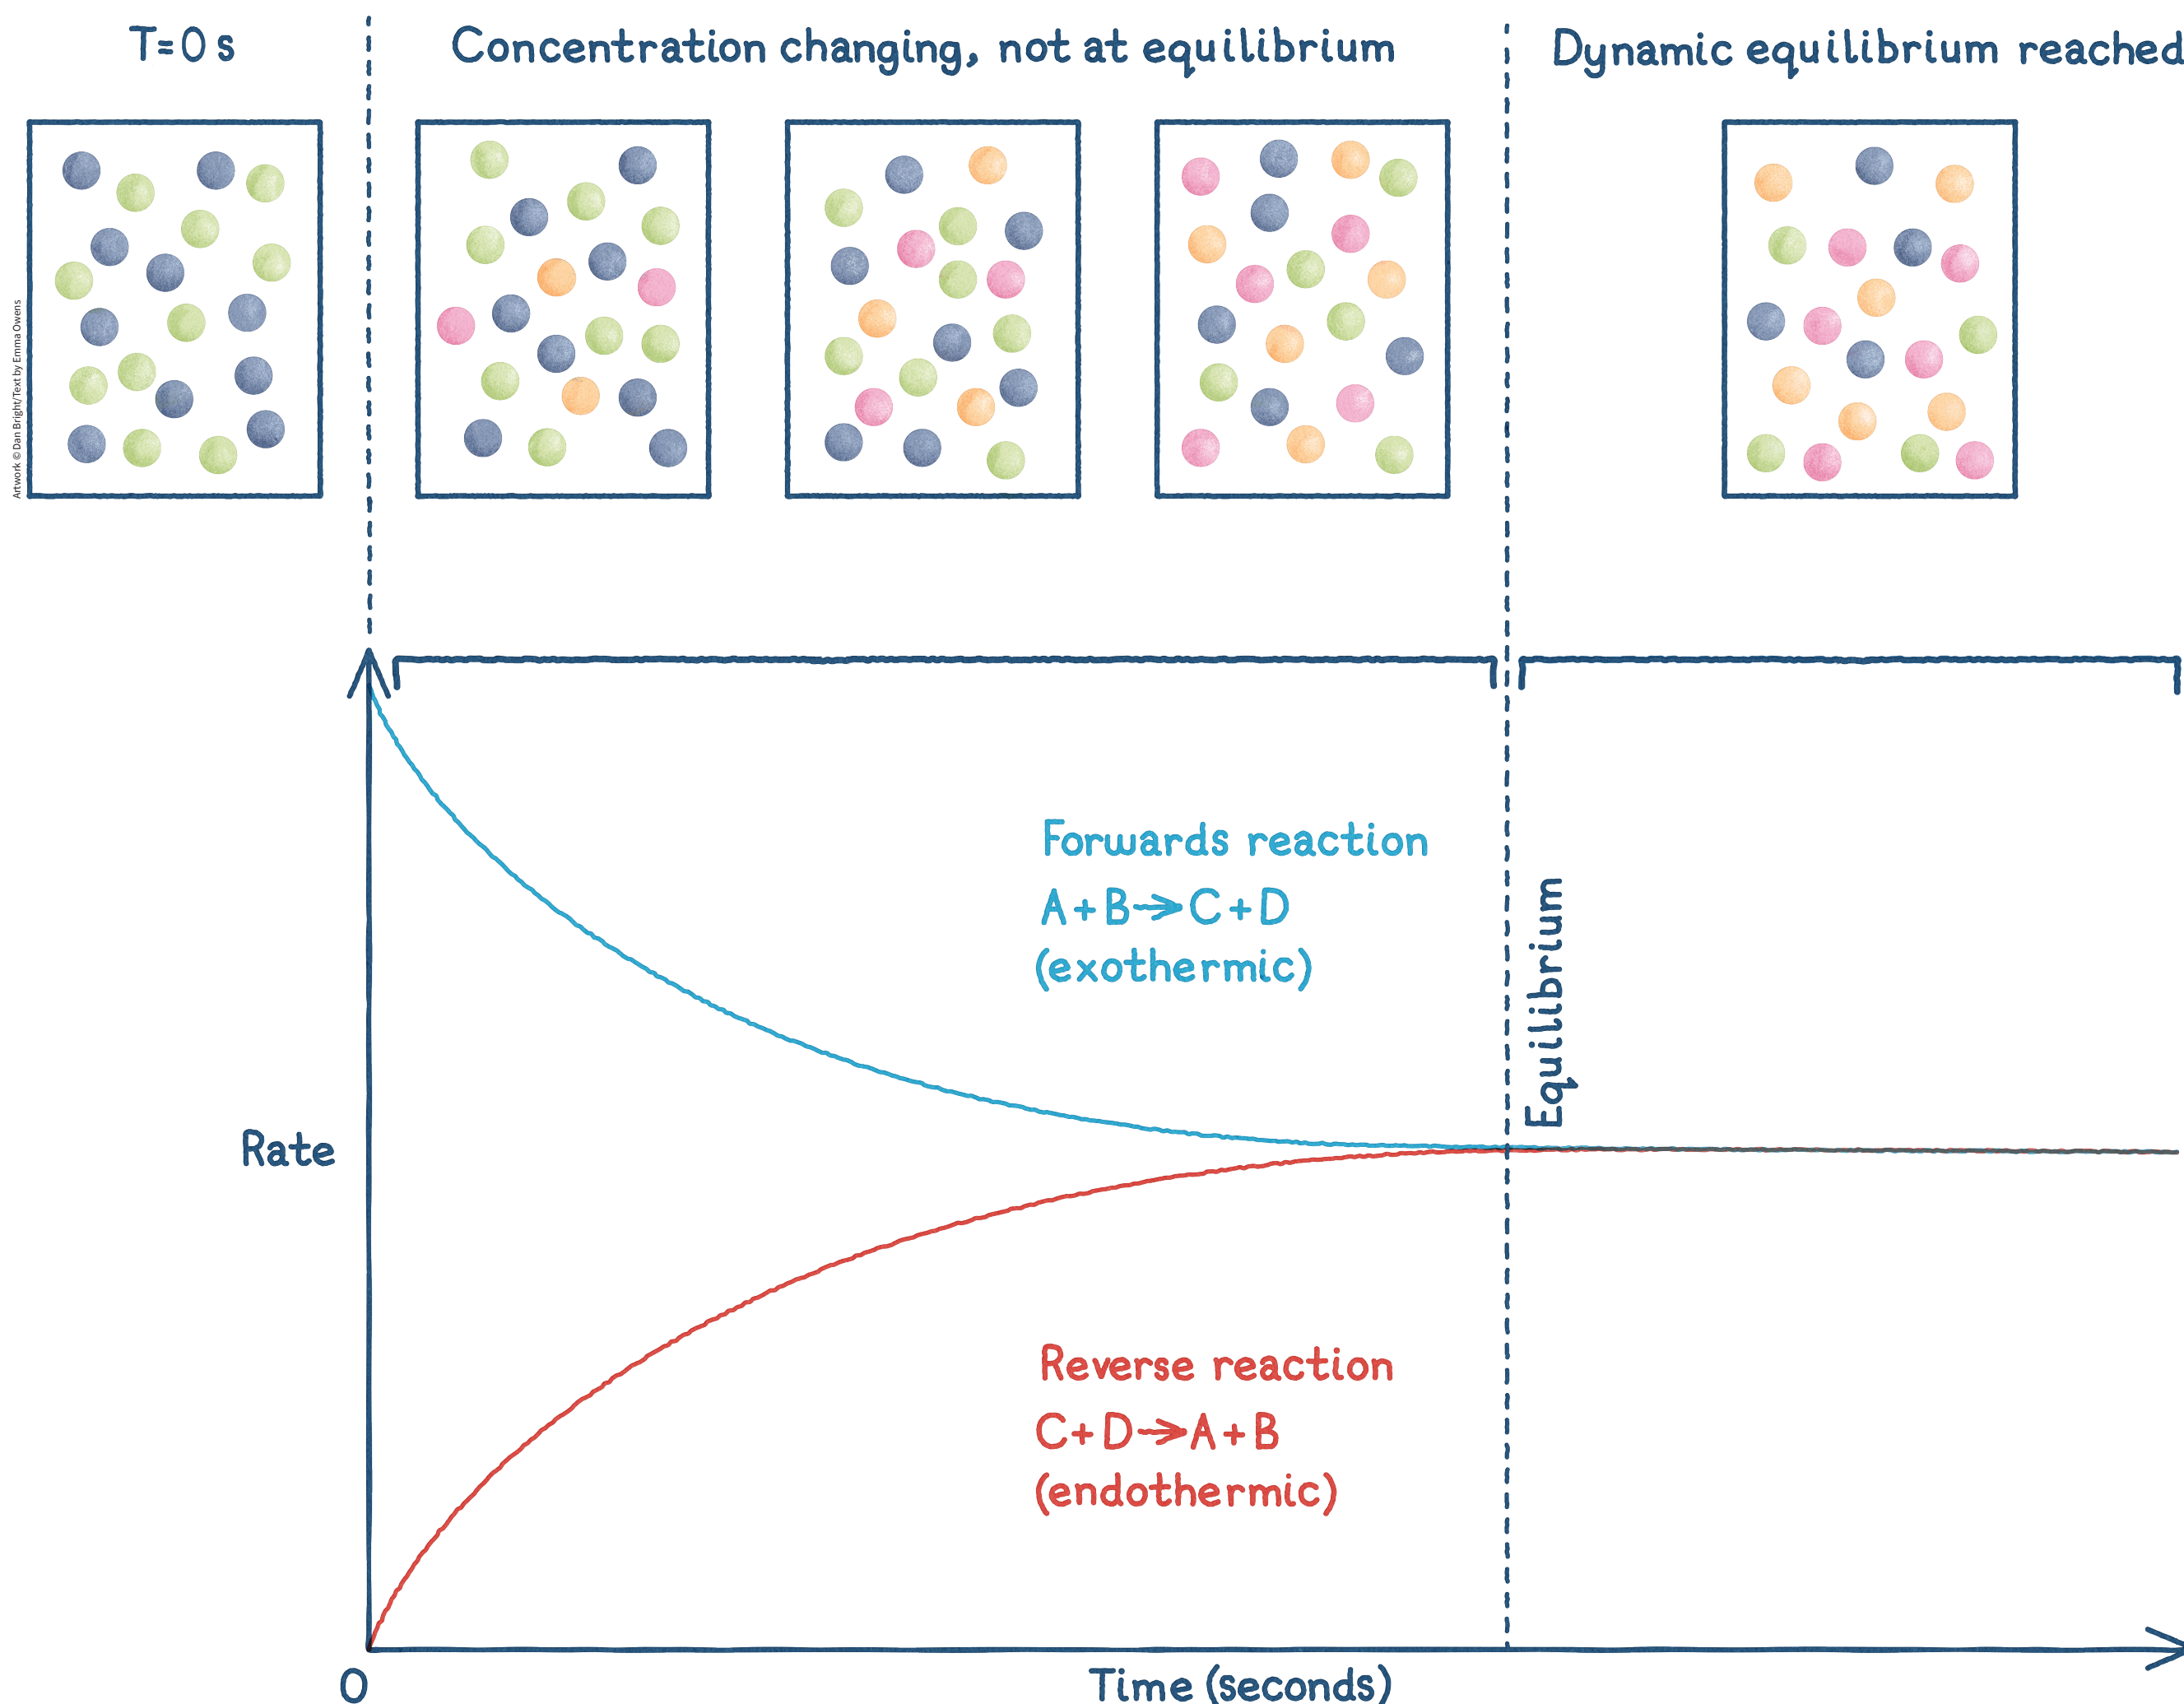 T=0 s
Concentration changing, not at equilibrium
Dynamic equilibrium reached
Artwork © Dan Bright/Text by Emma Owens
Forwards reaction
A+B→C+D
(exothermic)
Equilibrium
Rate
Reverse reaction
C+D→A+B
(endothermic)
0
Time (seconds)